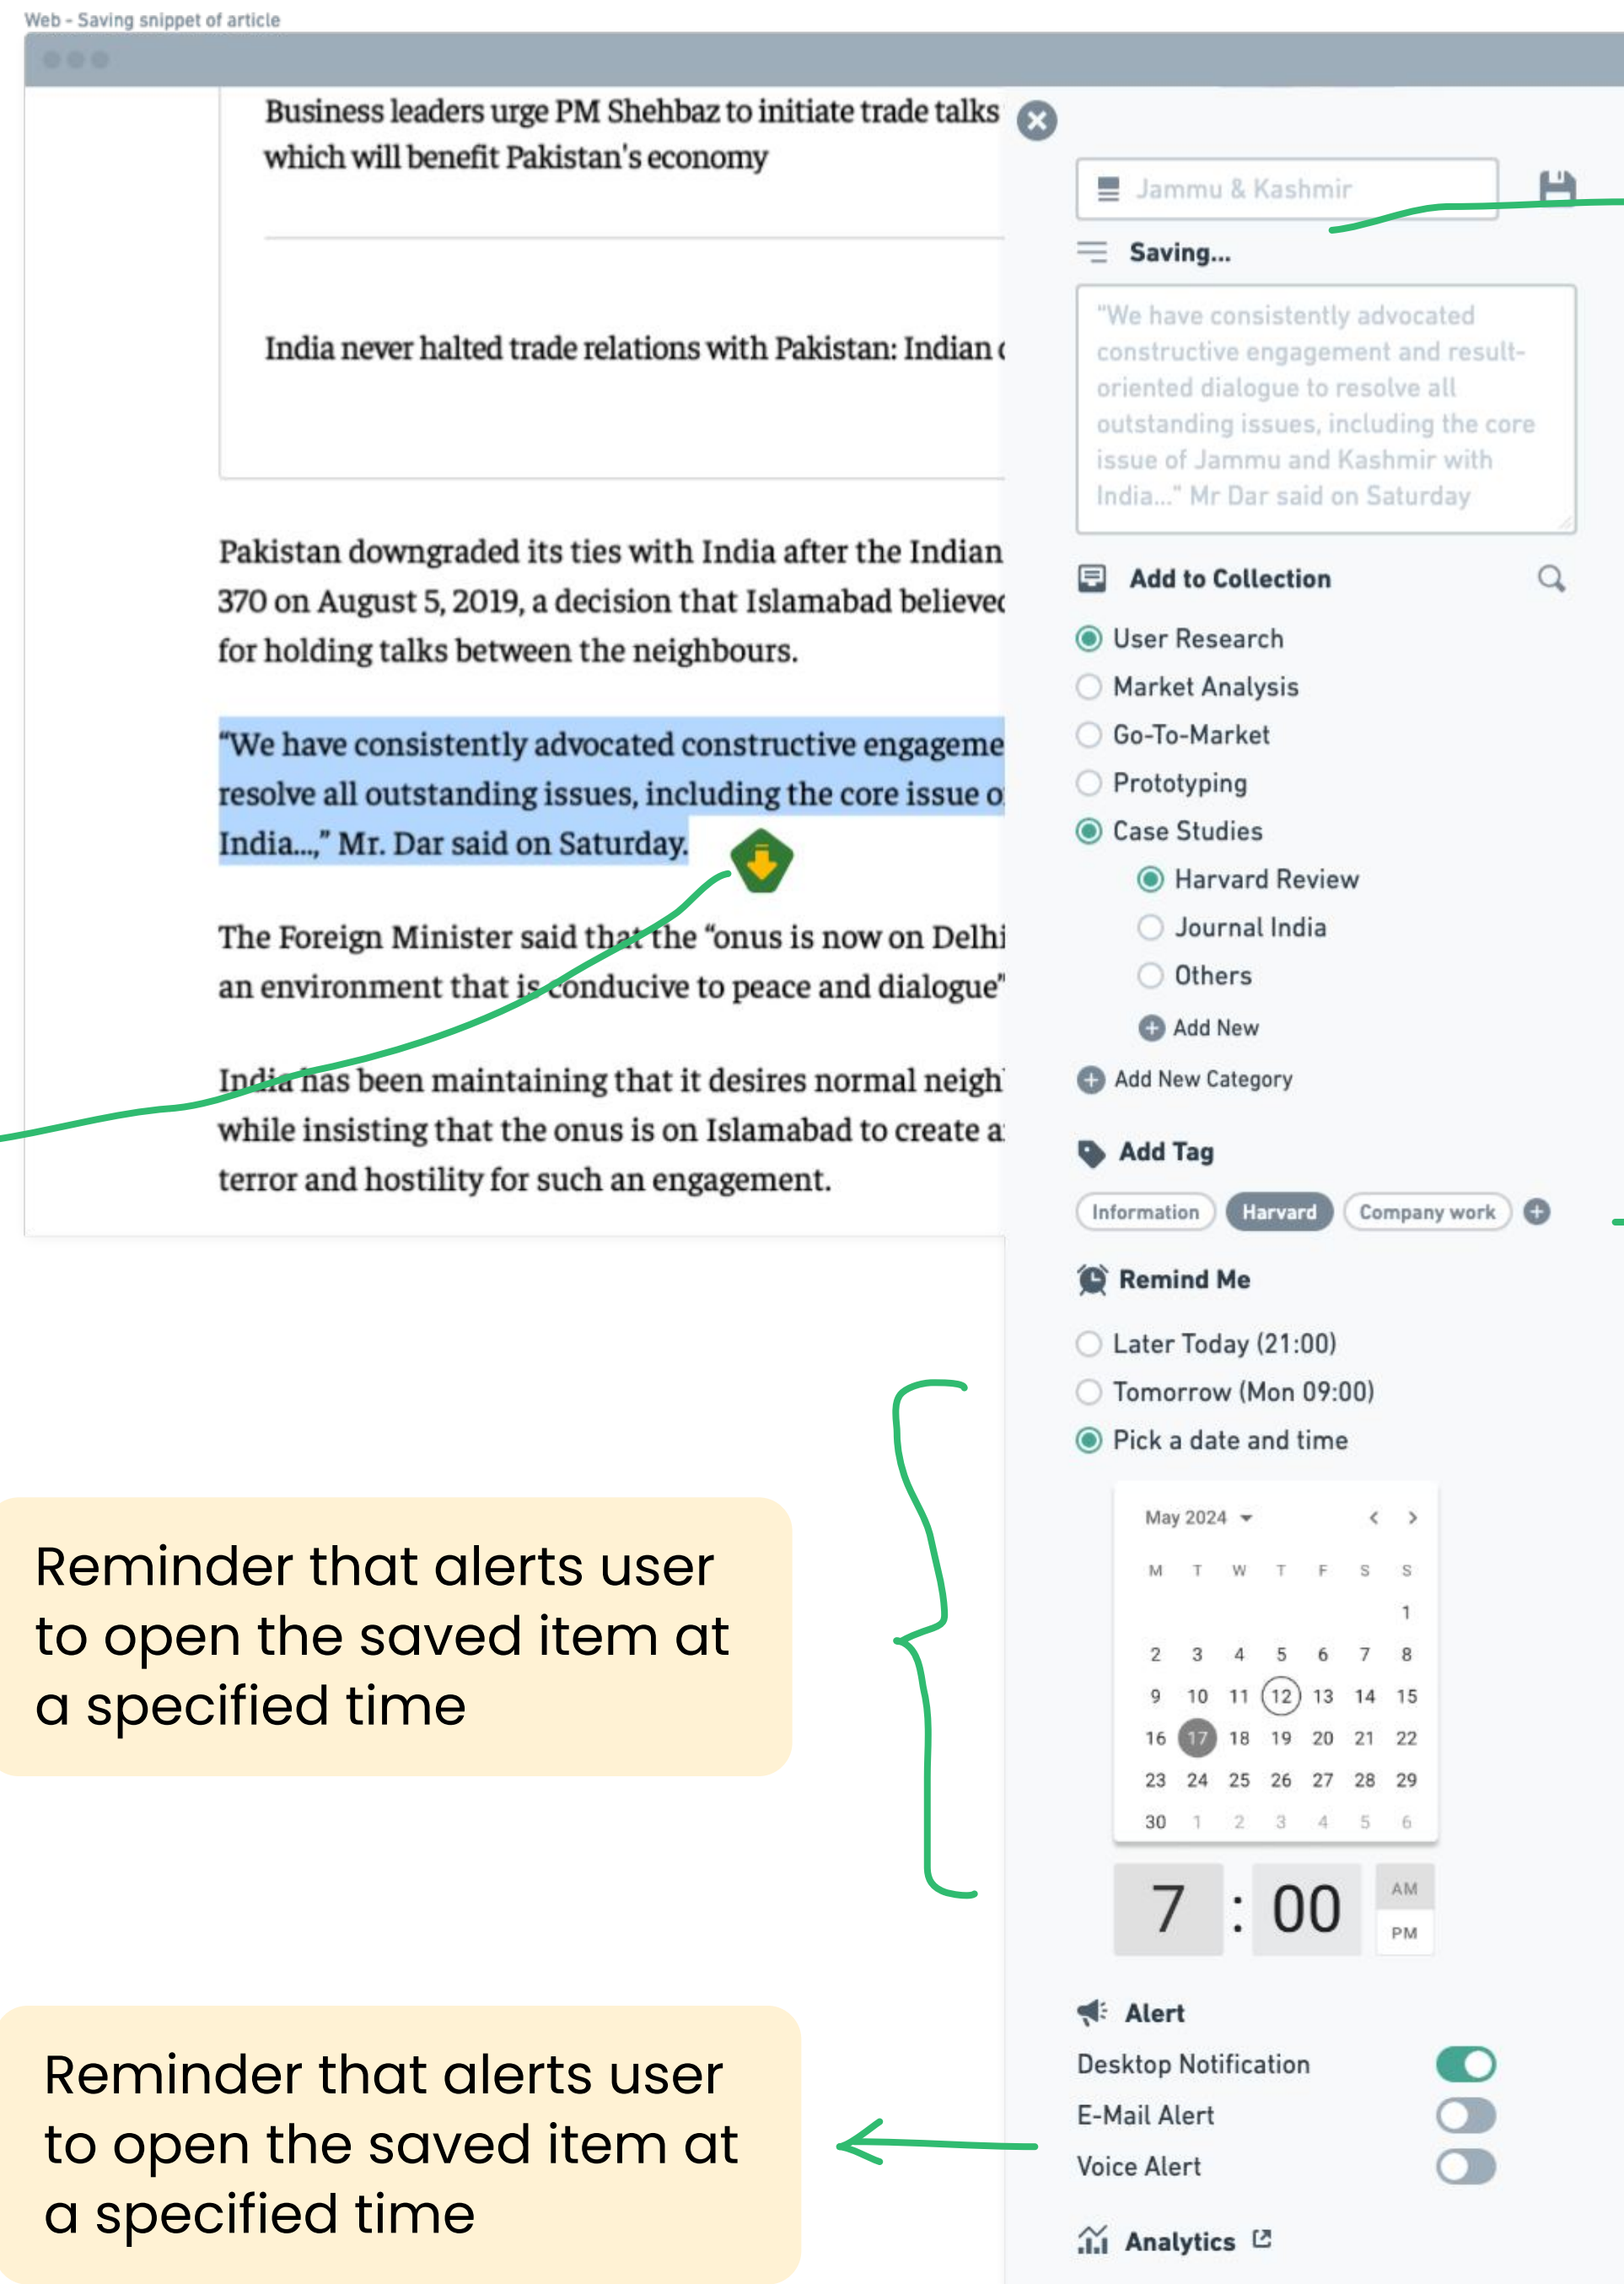 Web - Saving snippet of article
Business leaders urge PM Shehbaz to initiate trade talks
which will benefit Pakistan's economy
India never halted trade relations with Pakistan: Indian
Pakistan downgraded its ties with India after the Indian
370 on August 5, 2019, a decision that Islamabad believed
for holding talks between the neighbours.
“We have consistently advocated constructive engageme
resolve all outstanding issues, including the core issue o
India...,” Mr. Dar said on Saturday.
The Foreign Minister said that the “onus is now on Delhi
an environment that is conducive to peace and dialogue”
India has been maintaining that it desires normal neigh
while insisting that the onus is on Islamabad to create a
terror and hostility for such an engagement.
Jammu & Kashmir
Saving...
"We have consistently advocated
constructive engagement and result-
oriented dialogue to resolve all
outstanding issues, including the core
issue of Jammu and Kashmir with
India..." Mr Dar said on Saturday
Add to Collection
User Research
Market Analysis
Go-To-Market
Prototyping
Case Studies
Harvard Review
Journal India
Others
Add New
Add New Category
Add Tag
Information Harvard Company work
Remind Me
Later Today (21:00)
Tomorrow (Mon 09:00)
Pick a date and time
May 2024
M T W T F S S
1
2 3 4 5 6 7 8
9 10 11 12 13 14 15
16 17 18 19 20 21 22
23 24 25 26 27 28 29
30 1 2 3 4 5 6
7 : 00 AM
PM
Alert
Desktop Notification
E-Mail Alert
Voice Alert
Analytics
Reminder that alerts user
to open the saved item at
a specified time
Reminder that alerts user
to open the saved item at
a specified time